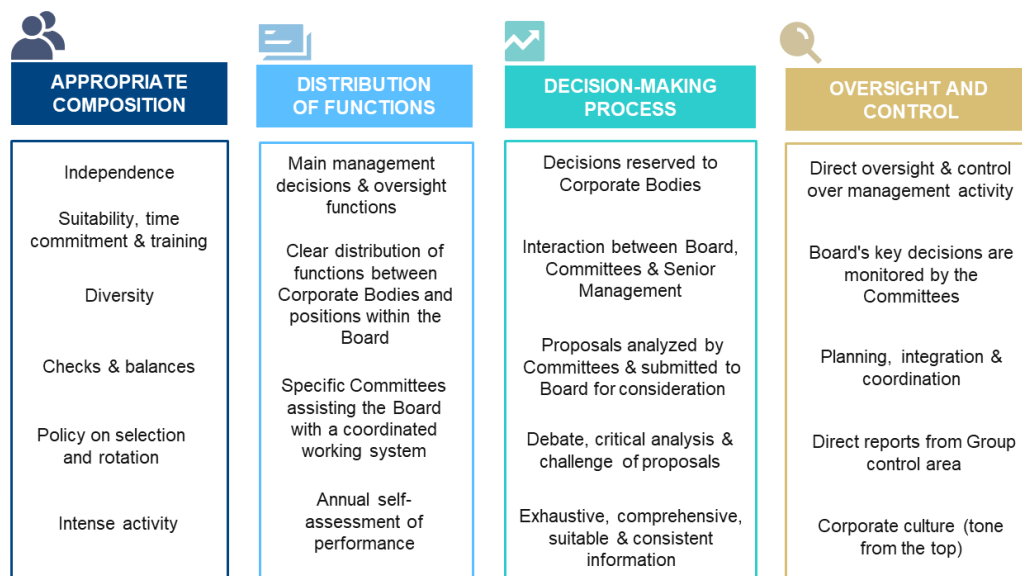 APPROPRIATE
COMPOSITION
Independence
Suitability, time
commitment & training
Diversity
Checks & balances
Policy on selection
and rotation
Intense activity
DISTRIBUTION
OF FUNCTIONS
Main management
decisions & oversight
functions
Clear distribution of
functions between
Corporate Bodies and
positions within the
Board
Specific Committees
assisting the Board
with a coordinated
working system
Annual self-
assessment of
performance
DECISION-MAKING
PROCESS
Decisions reserved to
Corporate Bodies
Interaction between Board,
Committees & Senior
Management
Proposals analyzed by
Committees & submitted to
Board for consideration
Debate, critical analysis &
challenge of proposals
Exhaustive, comprehensive,
suitable & consistent
information
OVERSIGHT AND
CONTROL
Direct oversight & control
over management activity
Board's key decisions are
monitored by the
Committees
Planning, integration &
coordination
Direct reports from Group
control area
Corporate culture (tone
from the top)